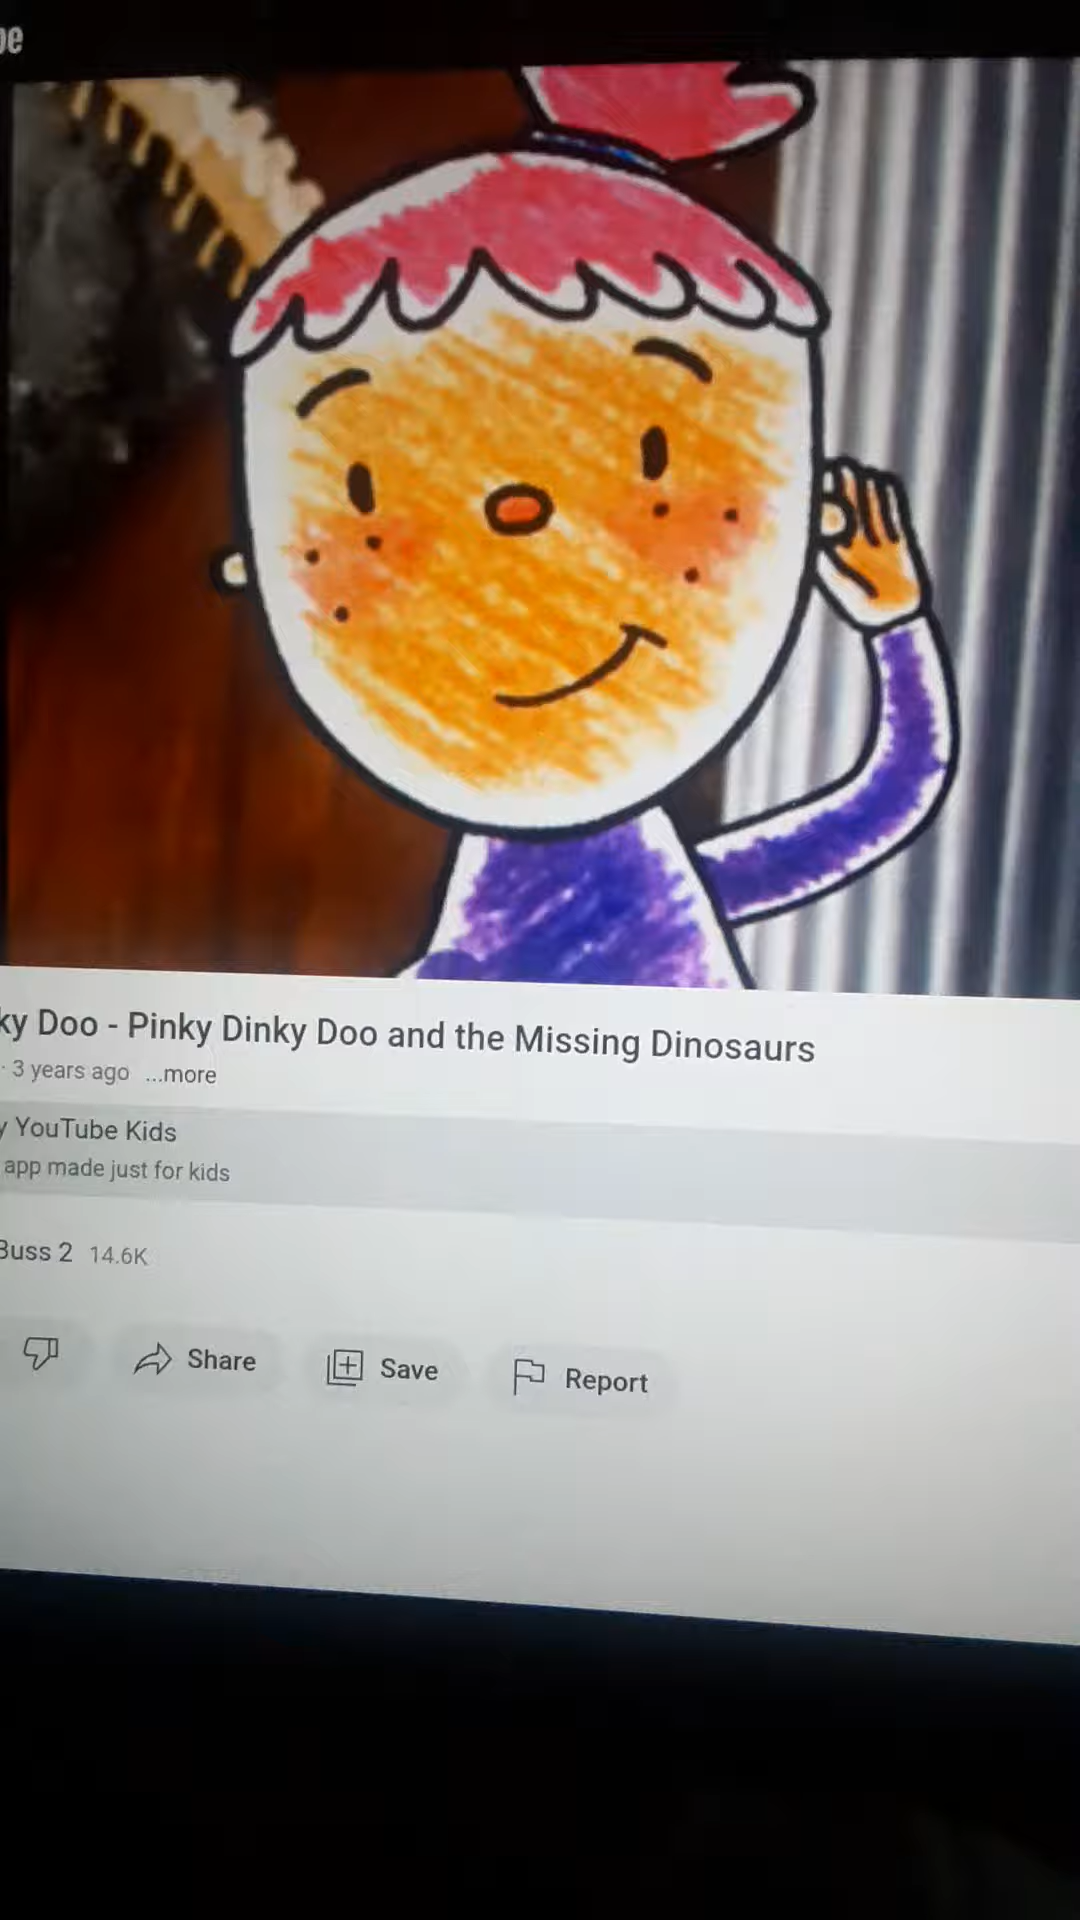 ky Doo - Pinky Dinky Doo and the Missing Dinosaurs
· 3 years ago ...more
y YouTube Kids
app made just for kids
Buss 2 14.6K
Share
Save
Report